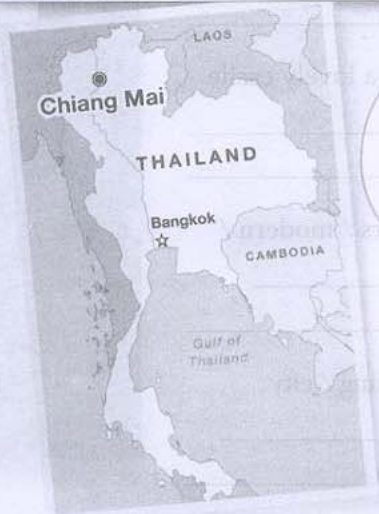 LAOS
Chiang Mai
THAILAND
Bangkok
CAMBODIA
Gulf of
Thailand